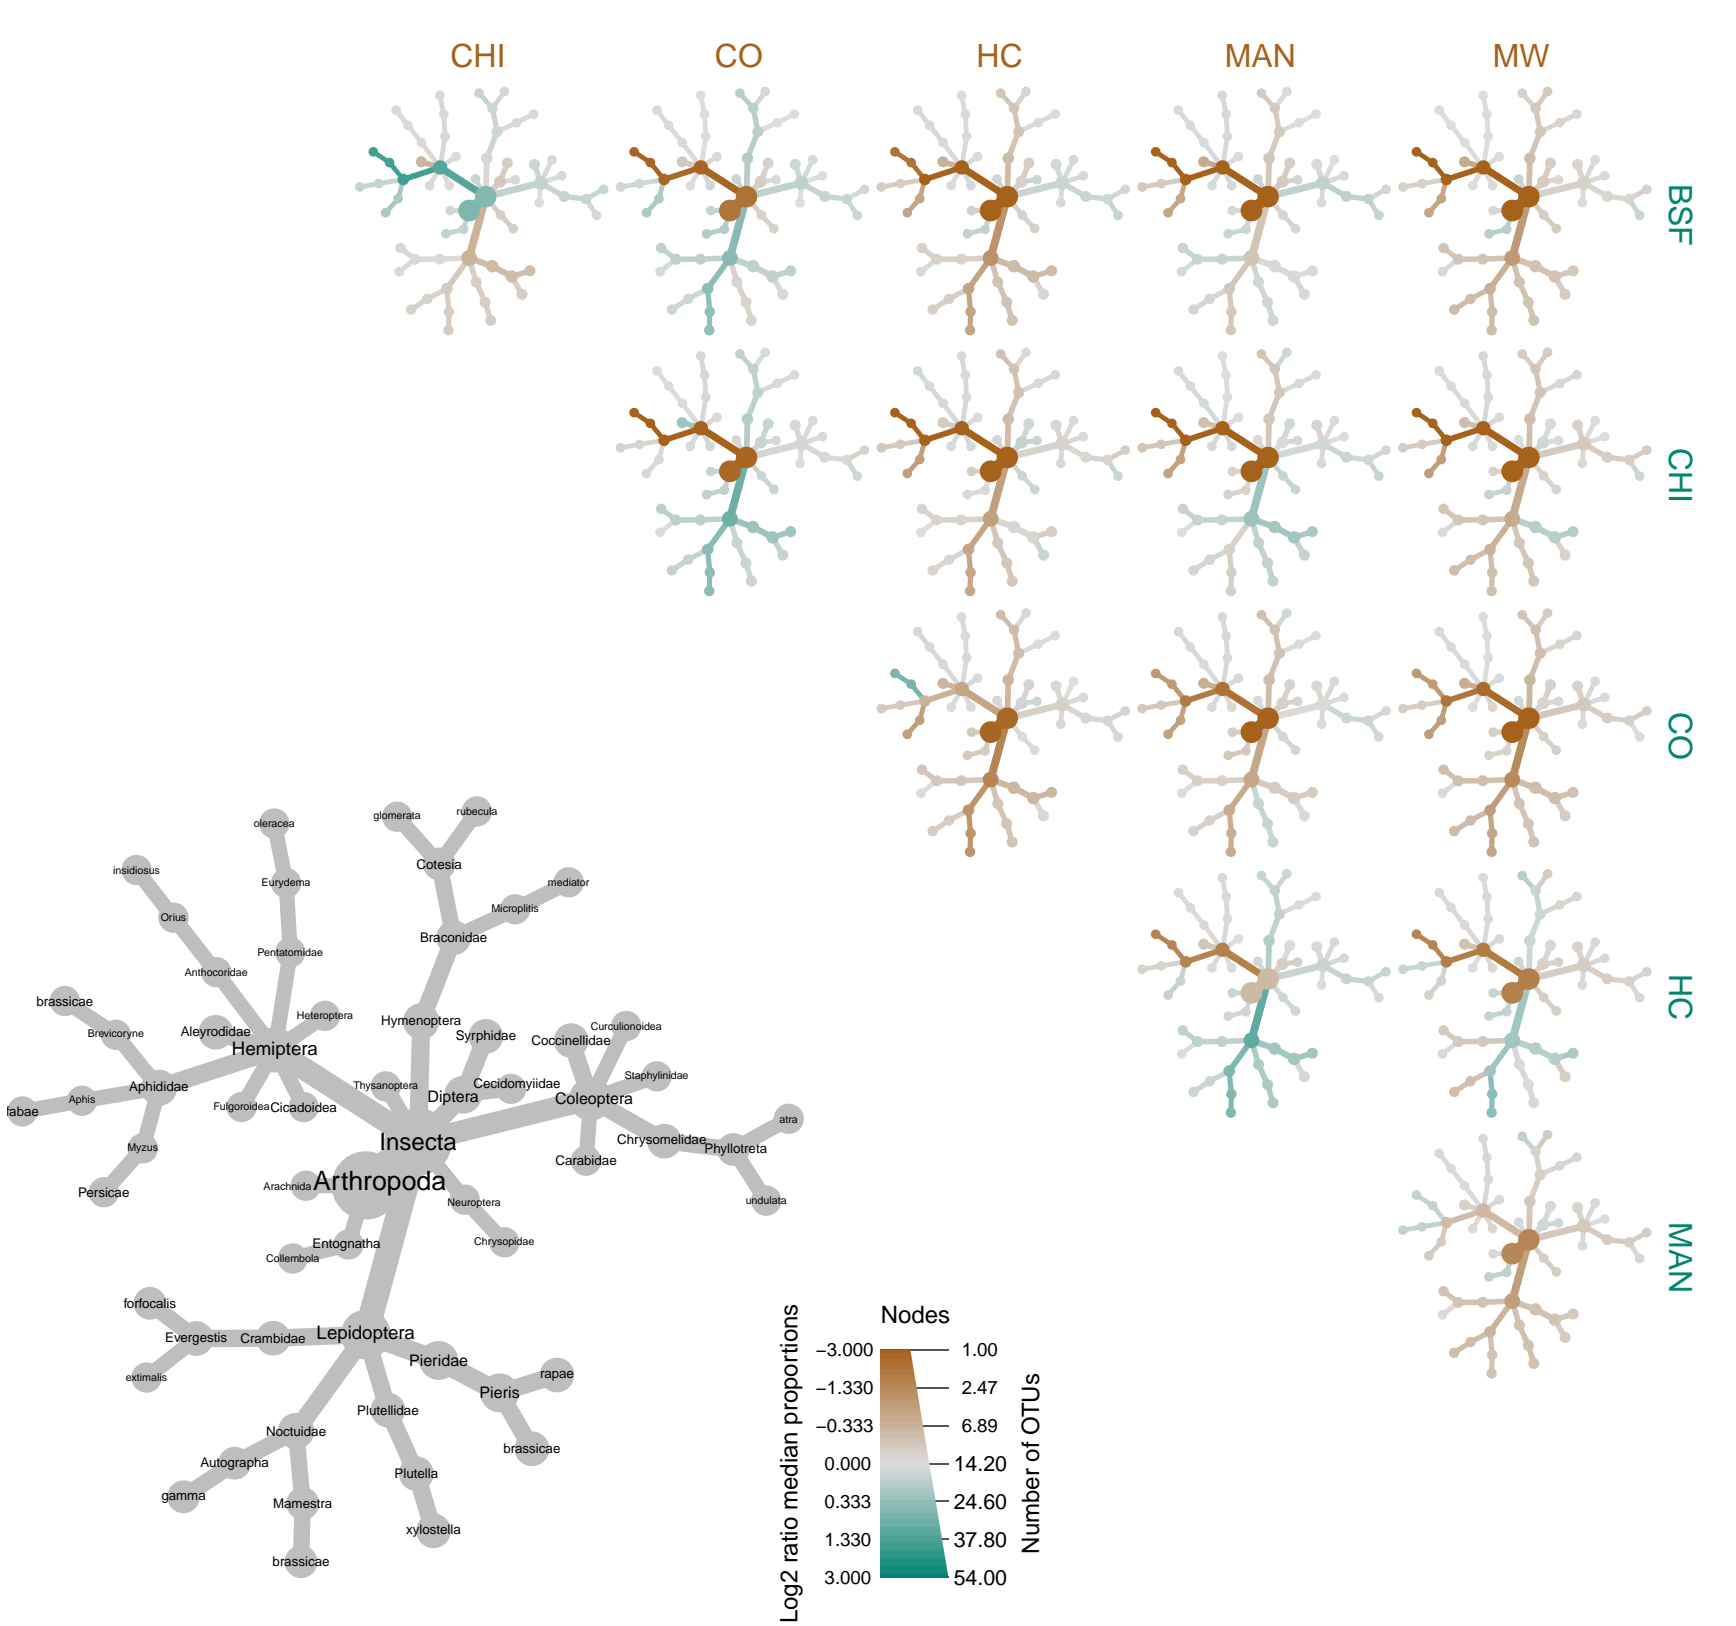 CHI CO HC MAN MW
BSF
CHI
CO
HC
MAN
glomerata
rubecula
oleracea
Cotesia
insidiosus
Eurydema
mediator
Orius
Microplitis
Braconidae
Pentatomidae
Anthocoridae
brassicae
Heteroptera
Hymenoptera
Curculionoidea
Brevicoryne
Aleyrodidae
Syrphidae
Coccinellidae
Hemiptera
Staphylinidae
Aphididae
Thysanoptera
Cecidomyiidae
Aphis
Diptera
Coleoptera
fabae
Fulgoroidea
Cicadoidea
atra
Insecta
Chrysomelidae
Myzus
Phyllotreta
Carabidae
Arthropoda
Arachnida
Persicae
Neuroptera
undulata
Entognatha
Chrysopidae
Collembola
forfocalis
Evergestis
Crambidae
Lepidoptera
Pieridae
extimalis
rapae
Pieris
Plutellidae
Noctuidae
brassicae
Autographa
Plutella
gamma
Mamestra
xylostella
brassicae
Nodes
Log2 ratio median proportions
Number of OTUs
−3.000 1.00
−1.330 2.47
−0.333 6.89
0.000 14.20
0.333 24.60
1.330 37.80
3.000 54.00